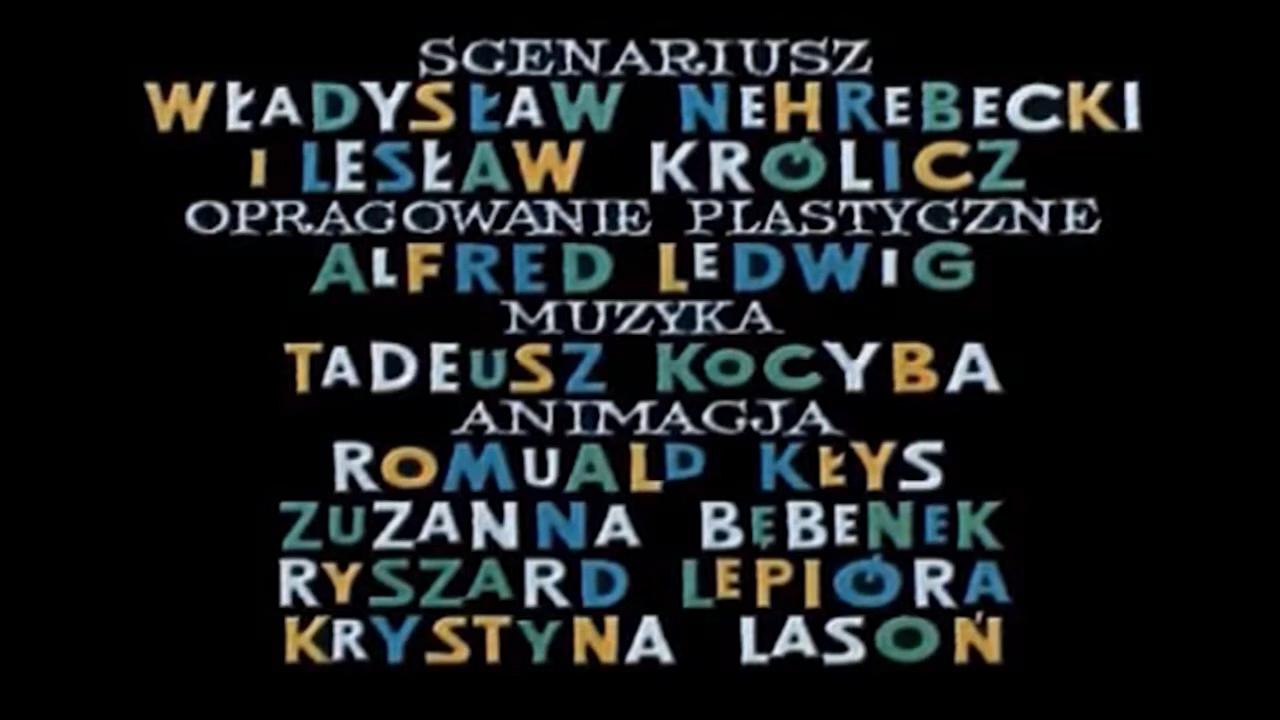 SCENARIUSZ
WŁADYSŁAW NEHREBECKI
I LESŁAW KRÓLICZ
OPRACOWANIE PLASTYCZNE
ALFRED LEDWIG
MUZYKA
TADEUSZ KOCYBA
ANIMACJA
ROMUALD KŁYS
ZUZANNA BĘBENEK
RYSZARD LEPIÓRA
KRYSTYNA LASOŃ